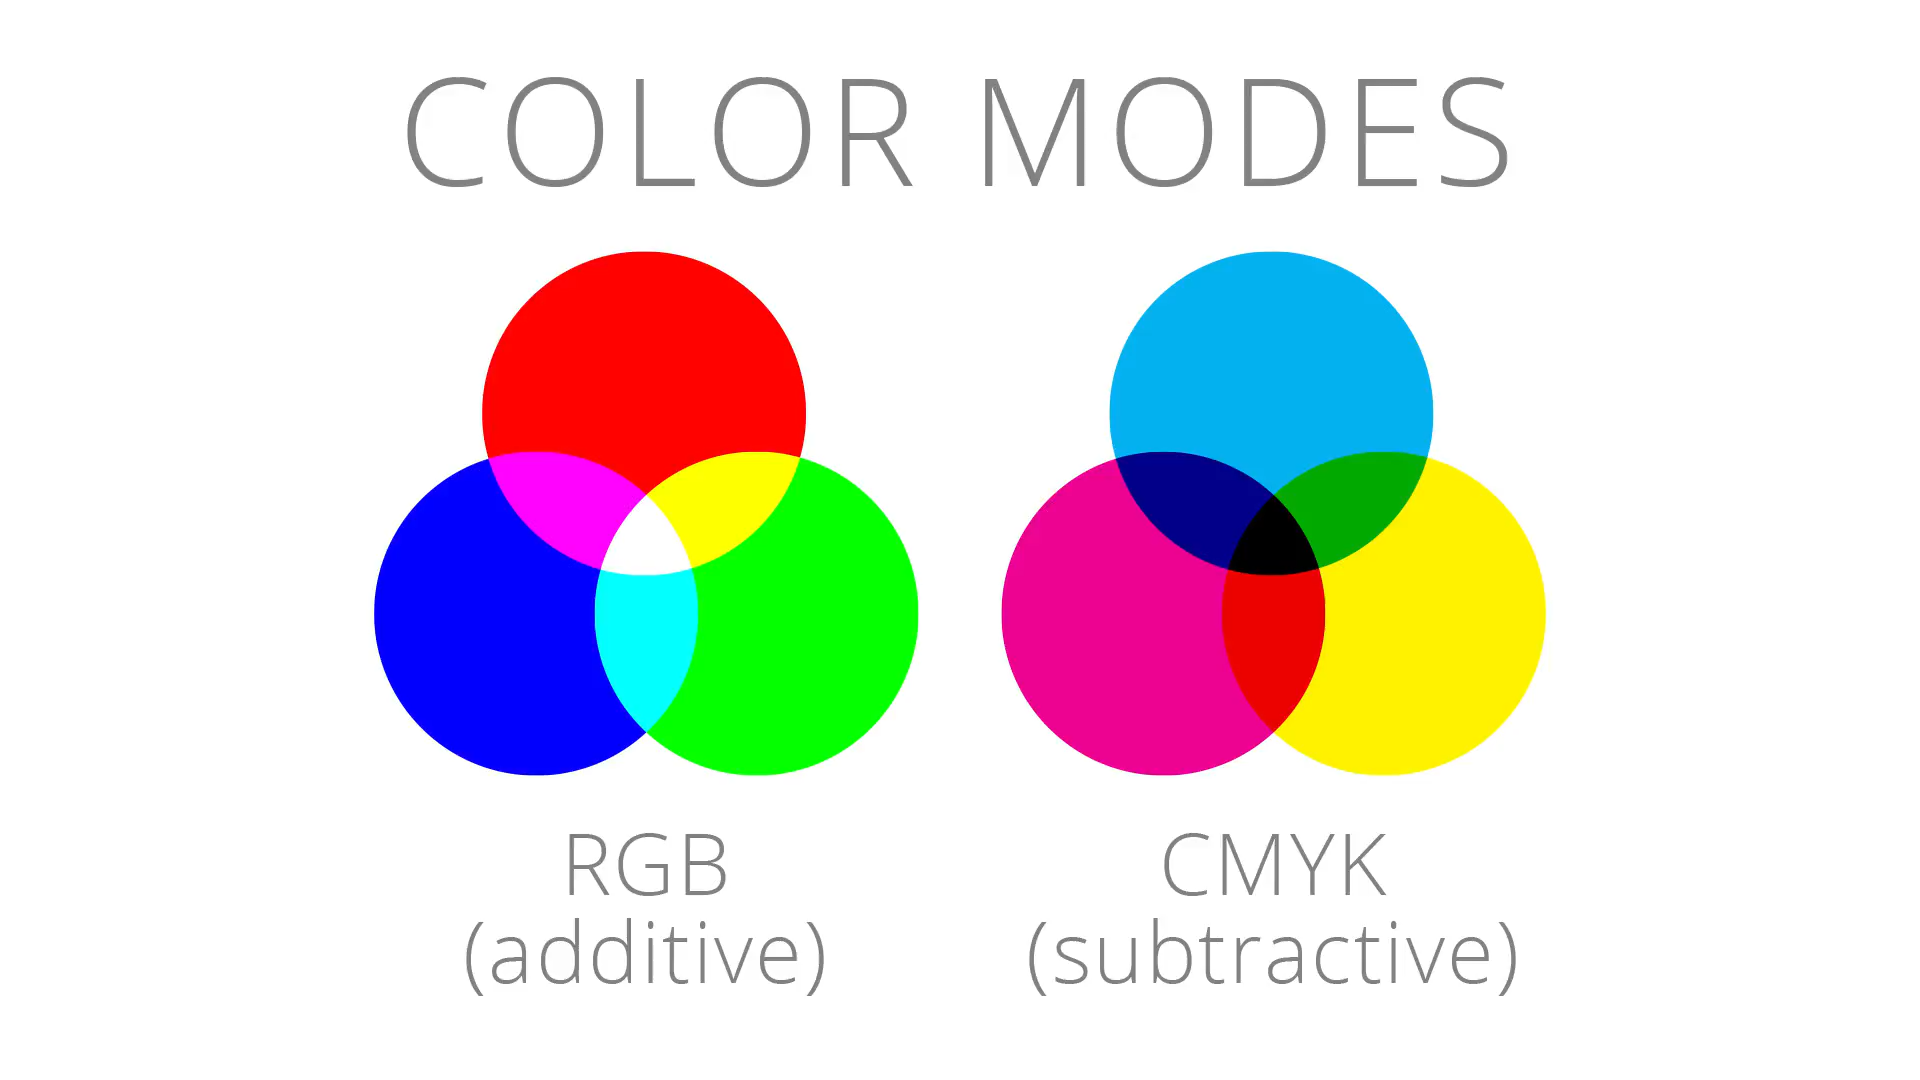 COLOR MODES
RGB
(additive)
CMYK
(subtractive)